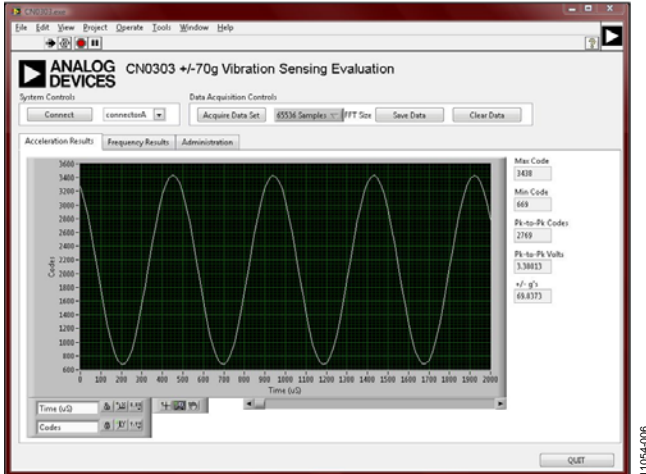 CN0303.exe
File Edit View Project Operate Tools Window Help
ANALOG DEVICES
CN0303 +/-70g Vibration Sensing Evaluation
System Controls
Data Acquisition Controls
Connect
connectorA
Acquire Data Set
65536 Samples
FFT Size
Save Data
Clear Data
Acceleration Results
Frequency Results
Administration
Codes
3600
3400
3200
3000
2800
2600
2400
2200
2000
1800
1600
1400
1200
1000
800
600
0 100 200 300 400 500 600 700 800 900 1000 1100 1200 1300 1400 1500 1600 1700 1800 1900 2000
Time (uS)
Max Code
3438
Min Code
669
Pk-to-Pk Codes
2769
Pk-to-Pk Volts
3.38013
+/- g's
69.8373
Time (uS)
Codes
QUIT
11054-006